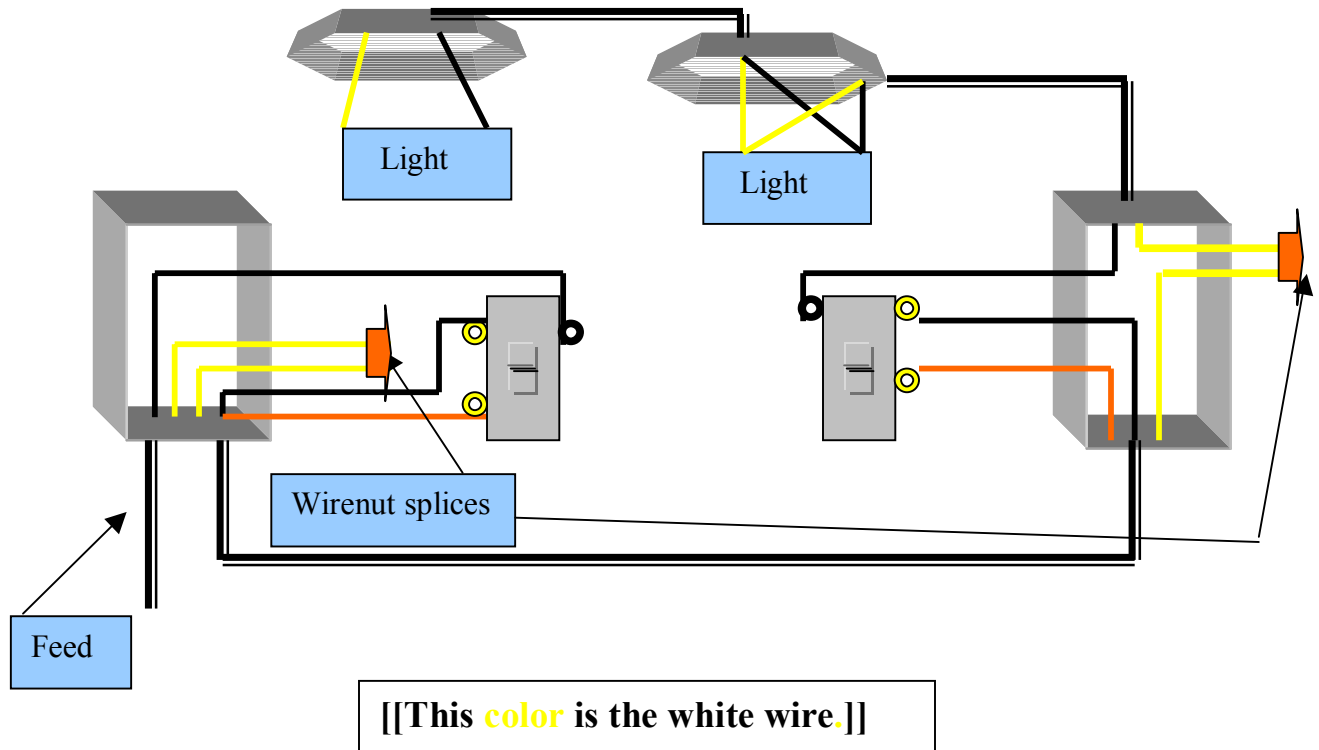 Light
Light
Wirenut splices
Feed
[[This color is the white wire.]]